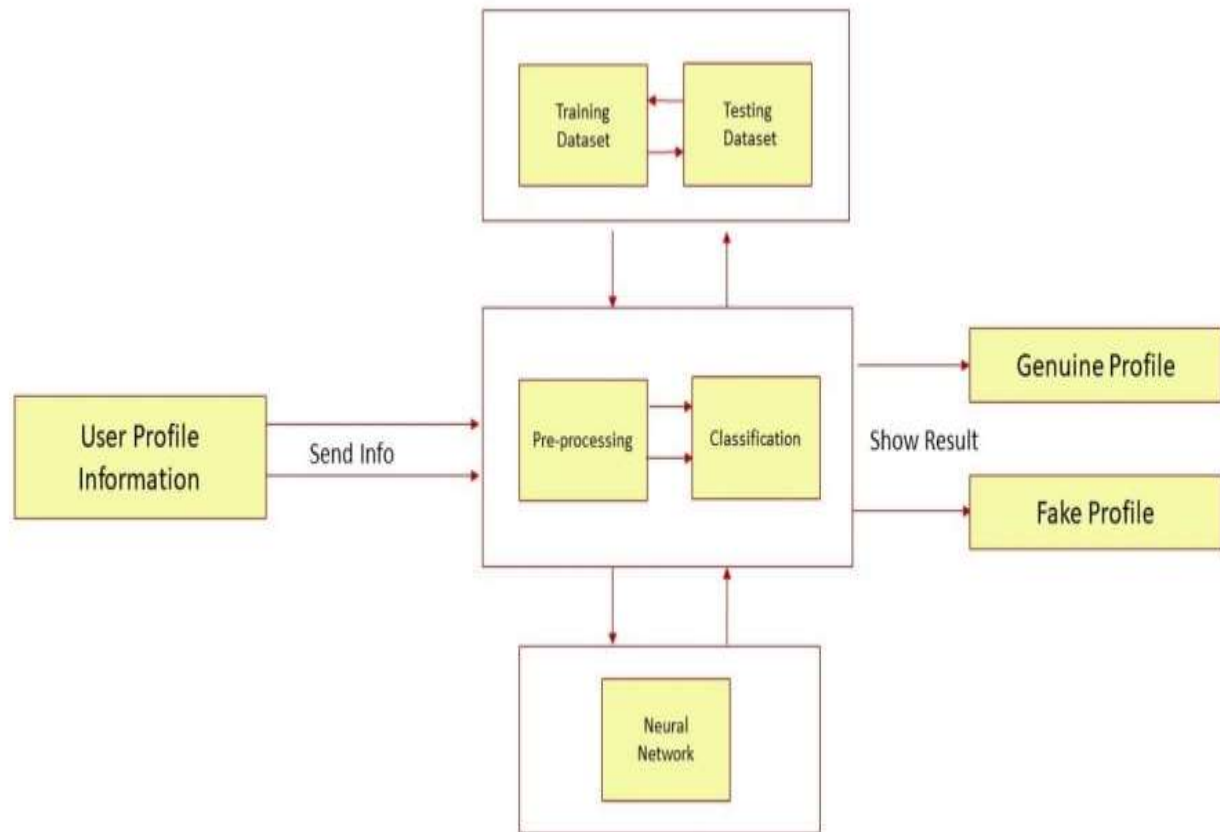 Training
Dataset
Testing
Dataset
User Profile
Information
Send Info
Pre-processing
Classification
Show Result
Genuine Profile
Fake Profile
Neural
Network